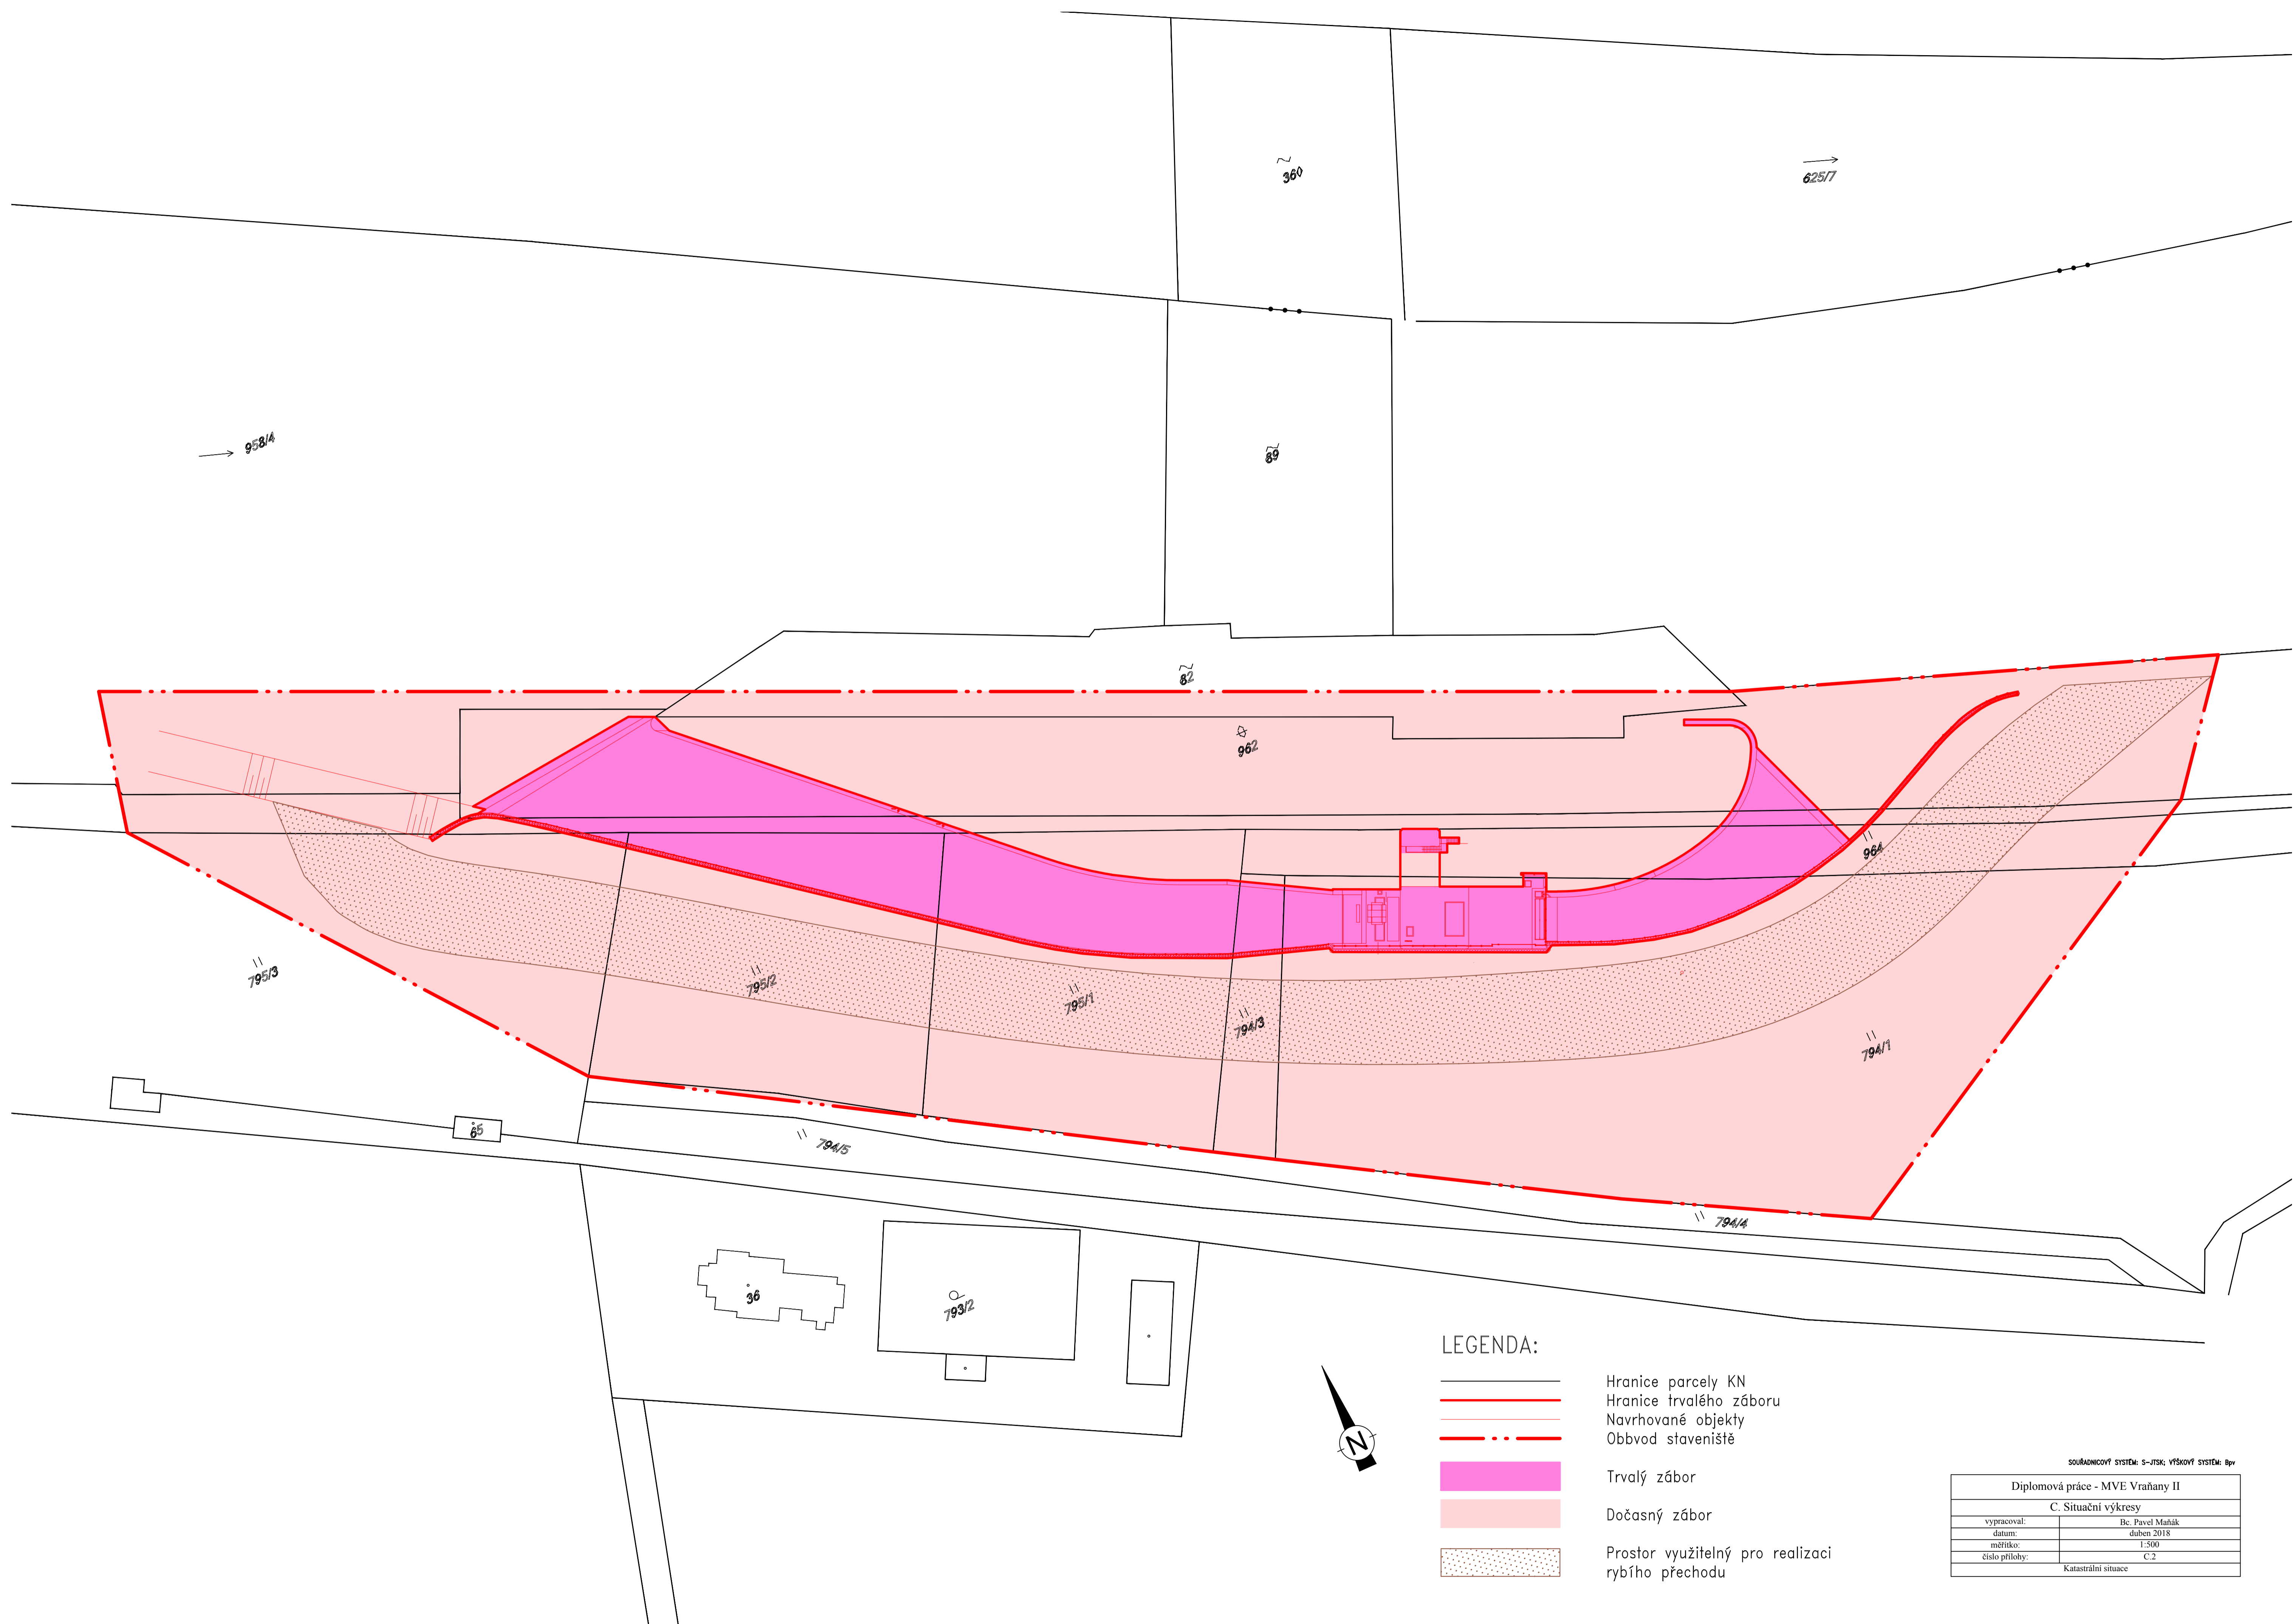 360
625/7
958/4
89
82
962
964
795/3
795/2
795/1
794/3
794/1
65
794/5
794/4
36
793/2
LEGENDA:
Hranice parcely KN
Hranice trvalého záboru
Navrhované objekty
Obbvod staveniště
Trvalý zábor
Dočasný zábor
Prostor využitelný pro realizaci
rybího přechodu
N
SOUŘADNICOVÝ SYSTÉM: S-JTSK; VÝŠKOVÝ SYSTÉM: Bpv
Diplomová práce - MVE Vraňany II
C. Situační výkresy
vypracoval: Bc. Pavel Maňák
datum: duben 2018
měřítko: 1:500
číslo přílohy: C.2
Katastrální situace